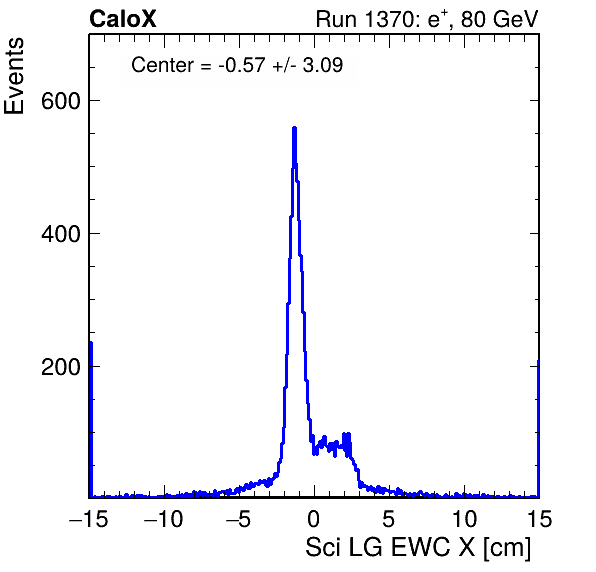 CaloX
Run 1370: e⁺, 80 GeV
Center = -0.57 +/- 3.09
Events
600
400
200
−15 −10 −5 0 5 10 15
Sci LG EWC X [cm]